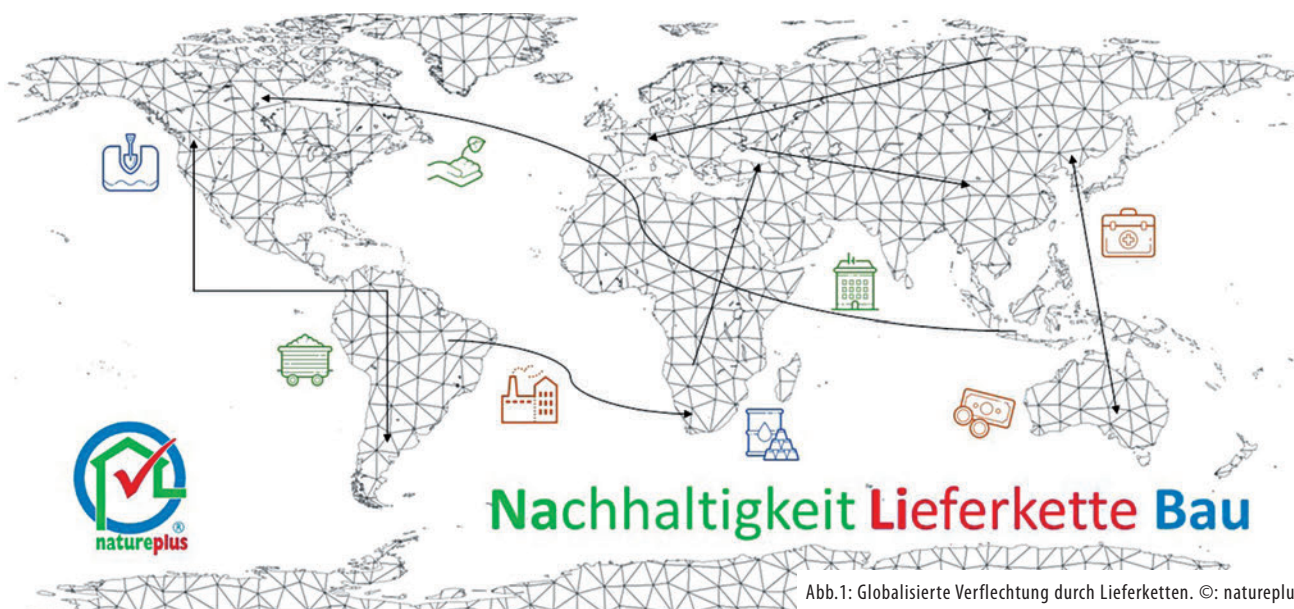 Nachhaltigkeit Lieferkette Bau
®
natureplus
Abb.1: Globalisierte Verflechtung durch Lieferketten. ©: natureplu